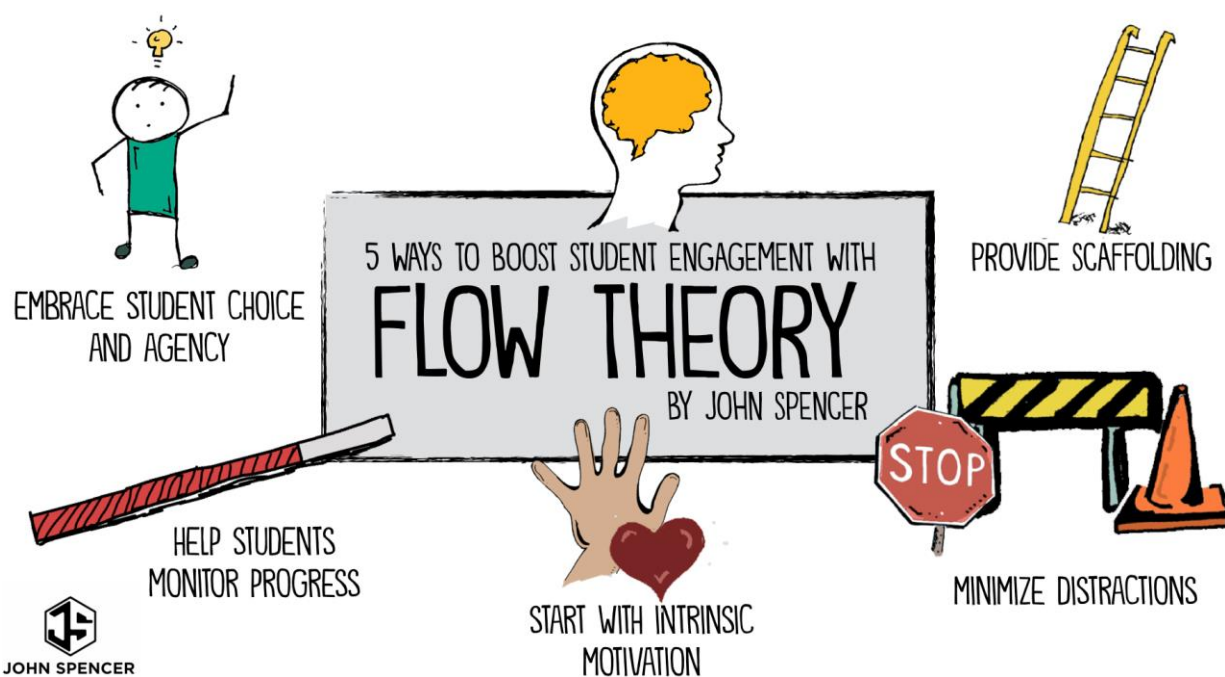 5 WAYS TO BOOST STUDENT ENGAGEMENT WITH
FLOW THEORY
BY JOHN SPENCER
EMBRACE STUDENT CHOICE
AND AGENCY
PROVIDE SCAFFOLDING
STOP
HELP STUDENTS
MONITOR PROGRESS
START WITH INTRINSIC
MOTIVATION
MINIMIZE DISTRACTIONS
JS
JOHN SPENCER